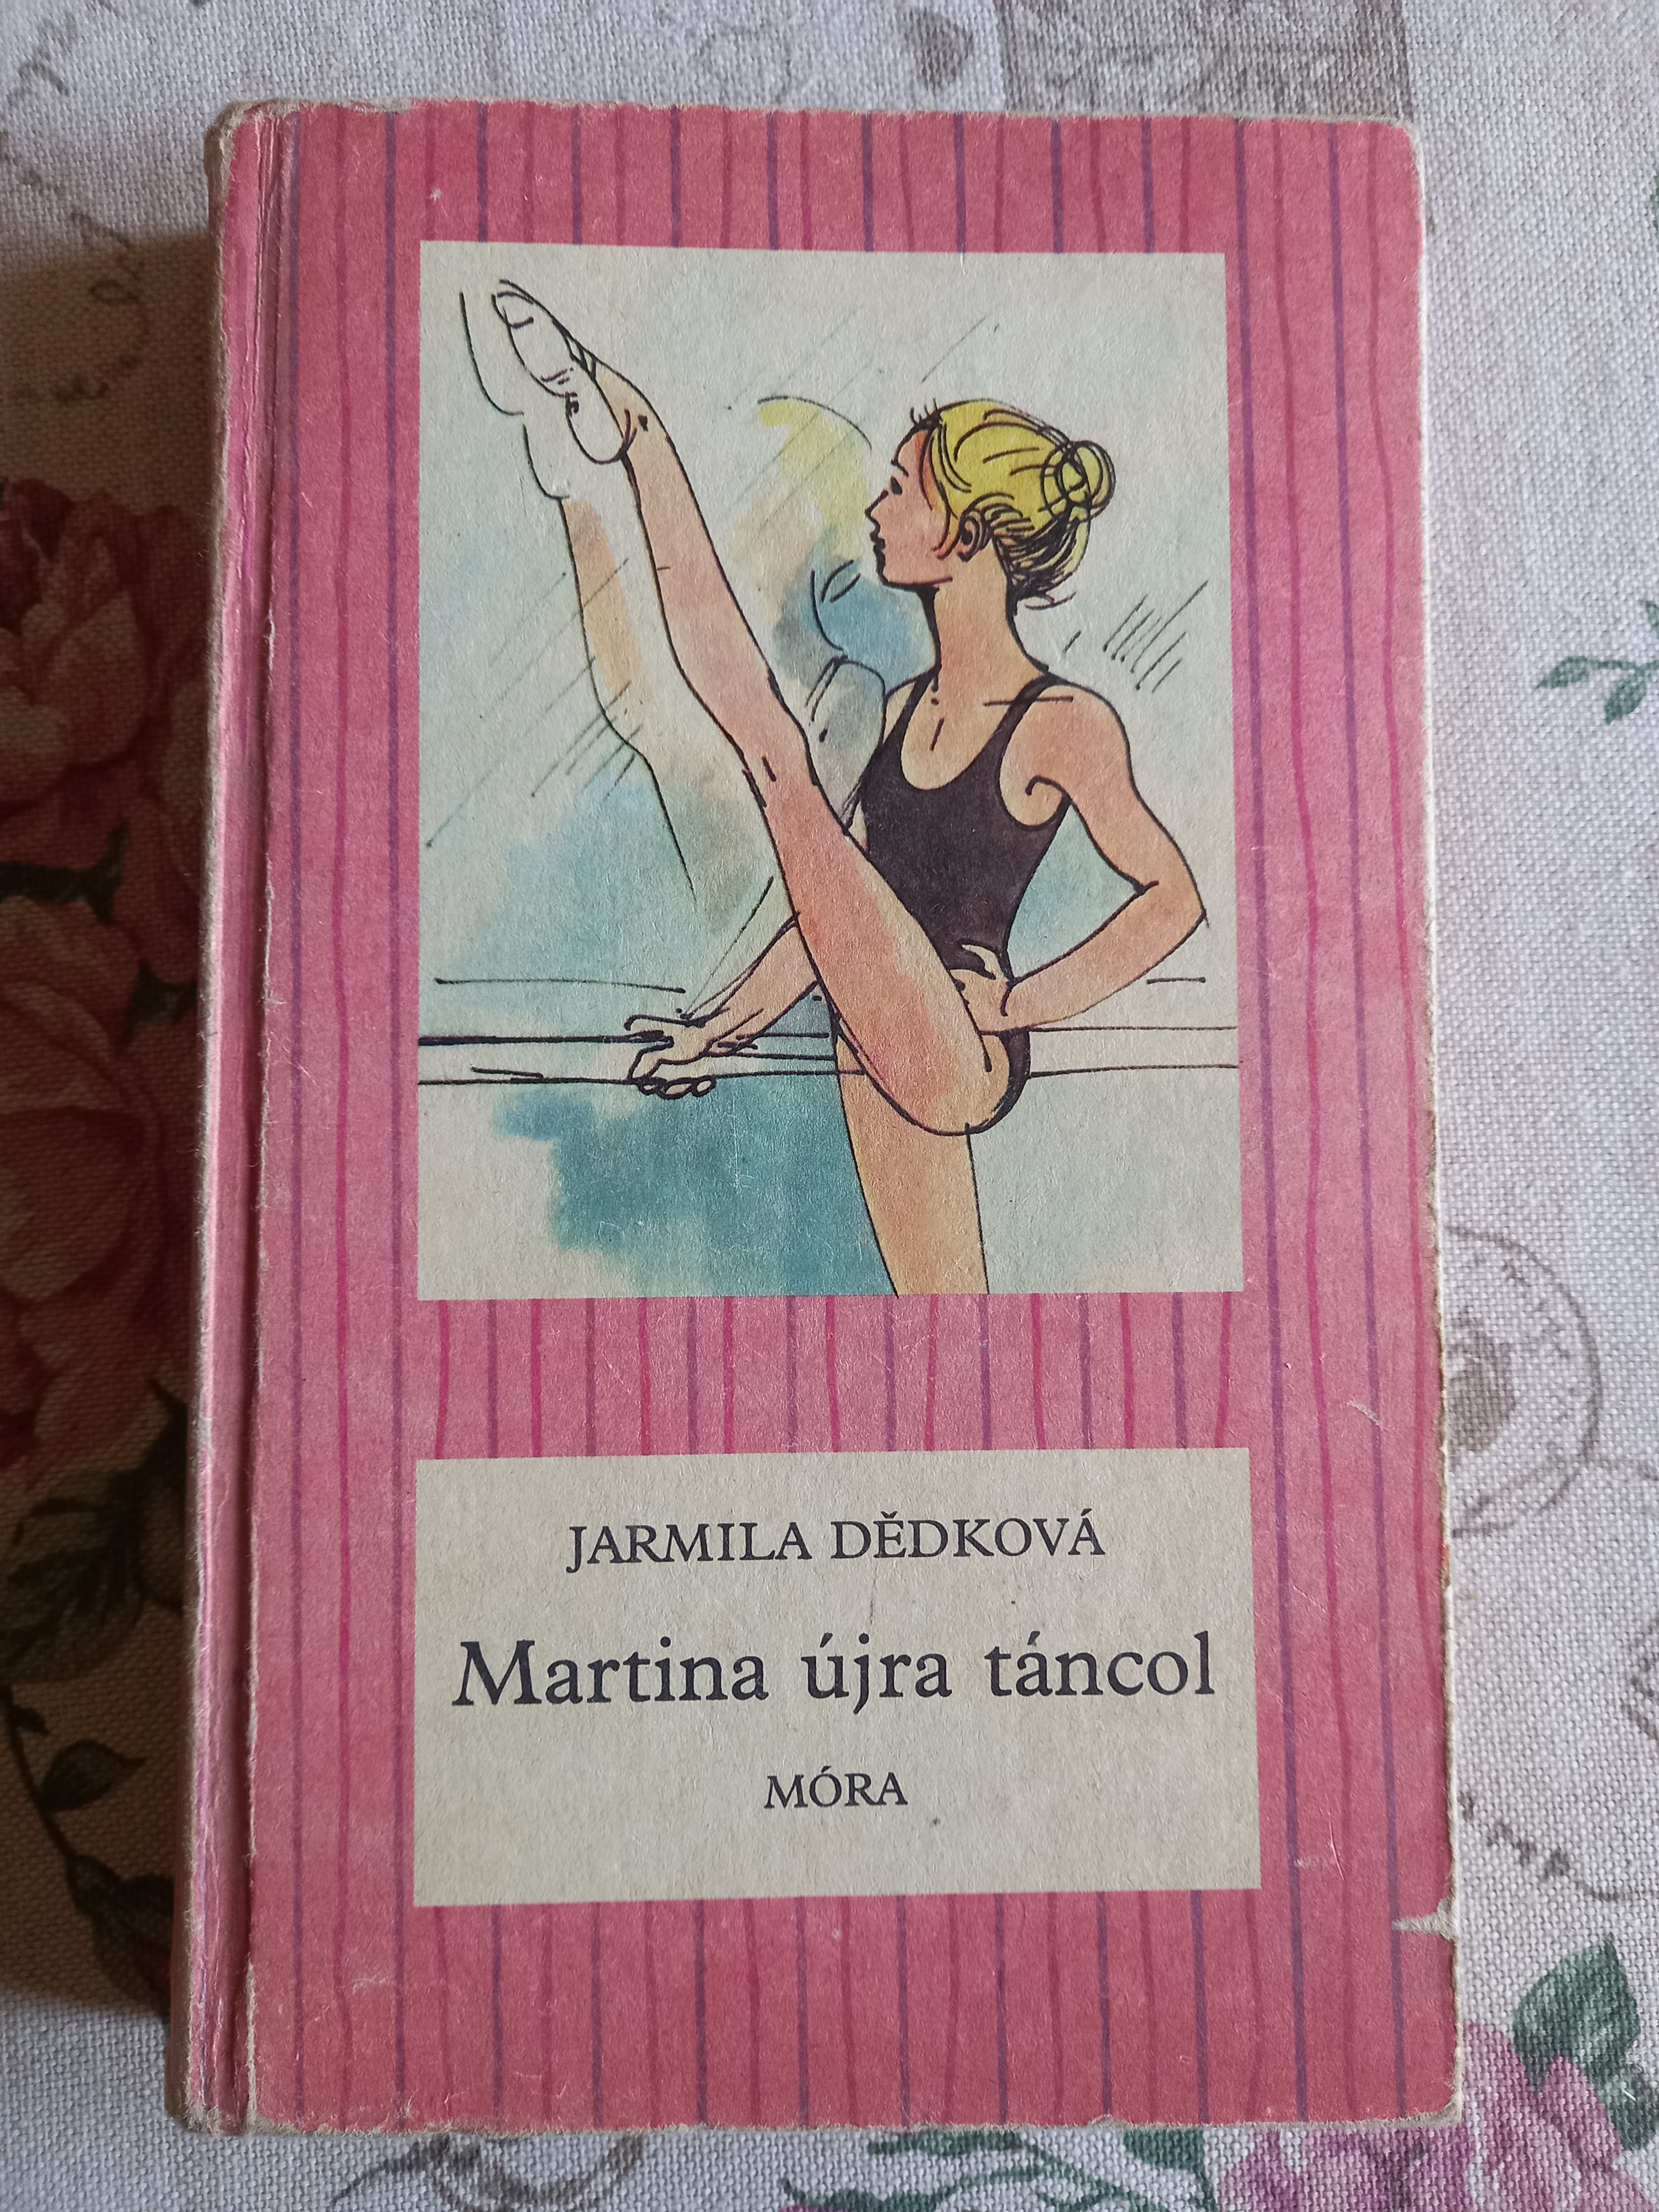 JARMILA DĚDKOVÁ
Martina újra táncol
MÓRA